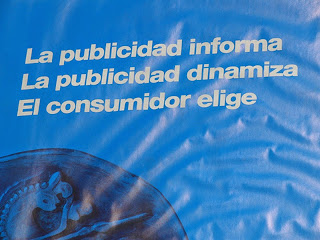 La publicidad informa
La publicidad dinamiza
El consumidor elige